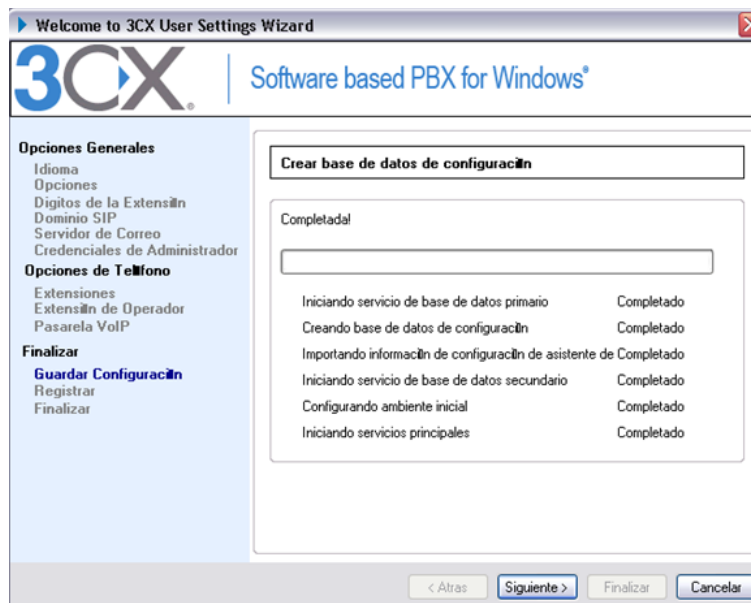 Welcome to 3CX User Settings Wizard
3CX®
Software based PBX for Windows®
Opciones Generales
Idioma
Opciones
Digitos de la Extensiln
Dominio SIP
Servidor de Correo
Credenciales de Administrador
Opciones de Tellfono
Extensiones
Extensiln de Operador
Pasarela VoIP
Finalizar
Guardar Configuraciln
Registrar
Finalizar
Crear base de datos de configuraciln
Completada!
Iniciando servicio de base de datos primario Completado
Creando base de datos de configuraciln Completado
Importando informaciln de configuraciln de asistente de Completado
Iniciando servicio de base de datos secundario Completado
Configurando ambiente inicial Completado
Iniciando servicios principales Completado
< Atras Siguiente > Finalizar Cancelar